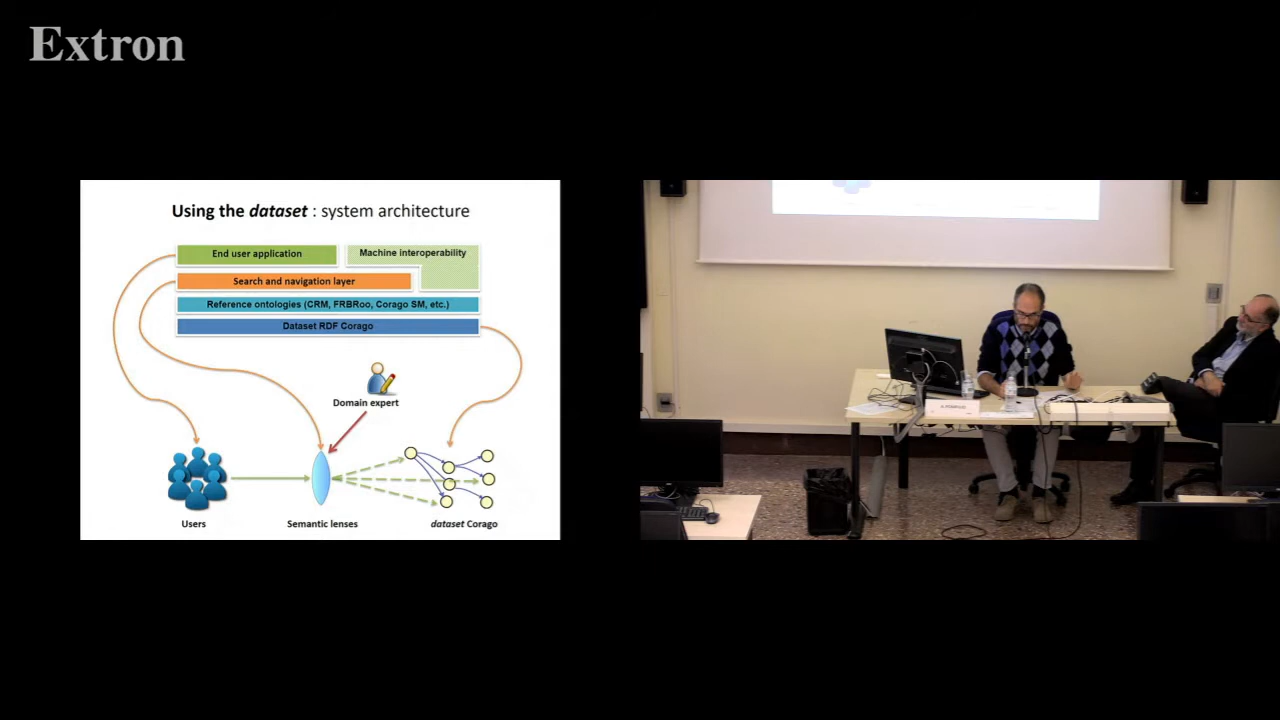 Extron
Using the dataset : system architecture
End user application
Machine interoperability
Search and navigation layer
Reference ontologies (CRM, FRBRoo, Corago SM, etc.)
Dataset RDF Corago
Domain expert
Users
Semantic lenses
dataset Corago